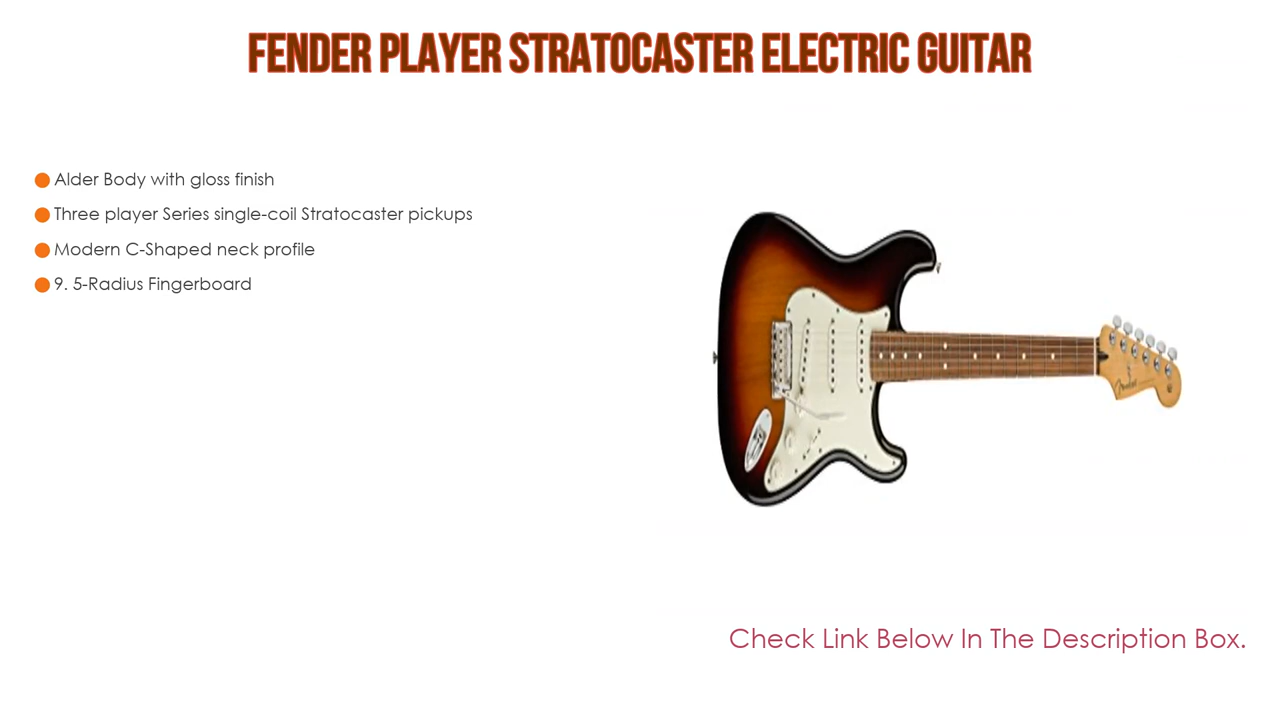 FENDER PLAYER STRATOCASTER ELECTRIC GUITAR
Alder Body with gloss finish
Three player Series single-coil Stratocaster pickups
Modern C-Shaped neck profile
9. 5-Radius Fingerboard
Fender
Check Link Below In The Description Box.